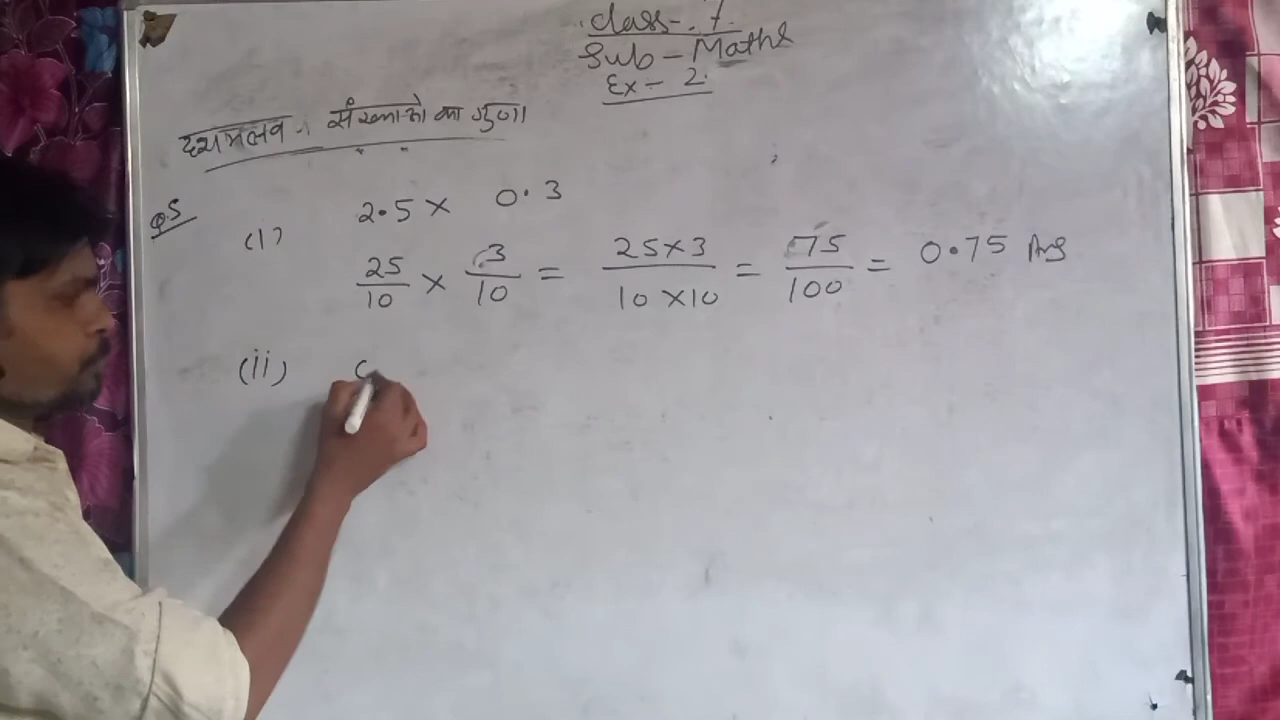 class-7
Sub-Maths
Ex-2.
दशमलव संख्याओ का गुणा
Q.5
(i) 2.5 × 0.3
25/10 × 3/10 = 25×3/10×10 = 75/100 = 0.75 Ans
(ii)